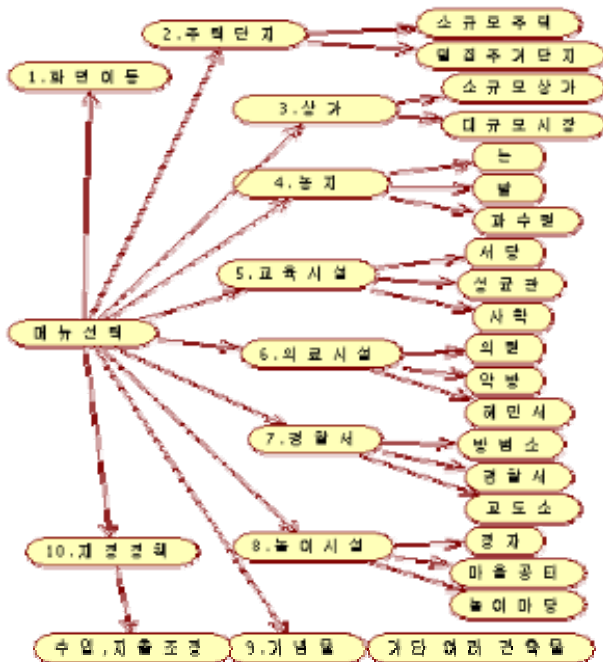 2.주택단지
소규모주택
밀집주거단지
1.화면이동
3.상가
소규모상가
대규모시장
4.농지
논
밭
과수원
5.교육시설
서당
성균관
사학
메뉴선택
6.의료시설
의원
약방
혜민서
7.경찰서
방범소
경찰서
교도소
10.재정정책
8.놀이시설
정자
마을공터
놀이마당
수입,지출조정
9.기념물
기타 여러 건축물